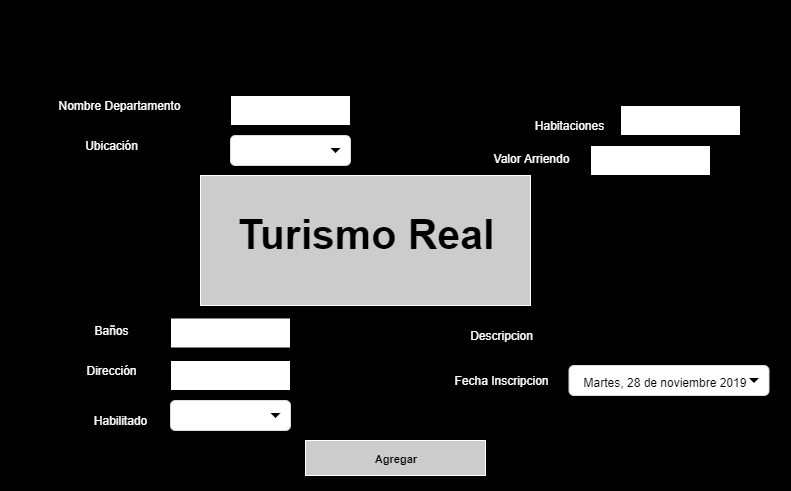 Nombre Departamento
Habitaciones
Ubicación
Valor Arriendo
Turismo Real
Baños
Descripcion
Dirección
Fecha Inscripcion
Martes, 28 de noviembre 2019
Habilitado
Agregar